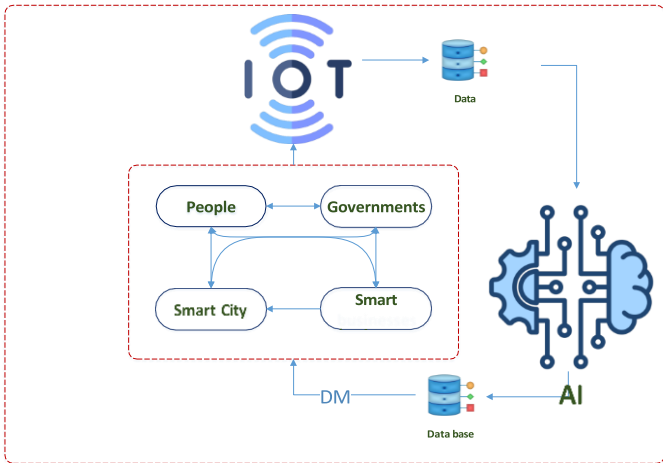 IOT
Data
People
Governments
Smart City
Smart
DM
AI
Data base